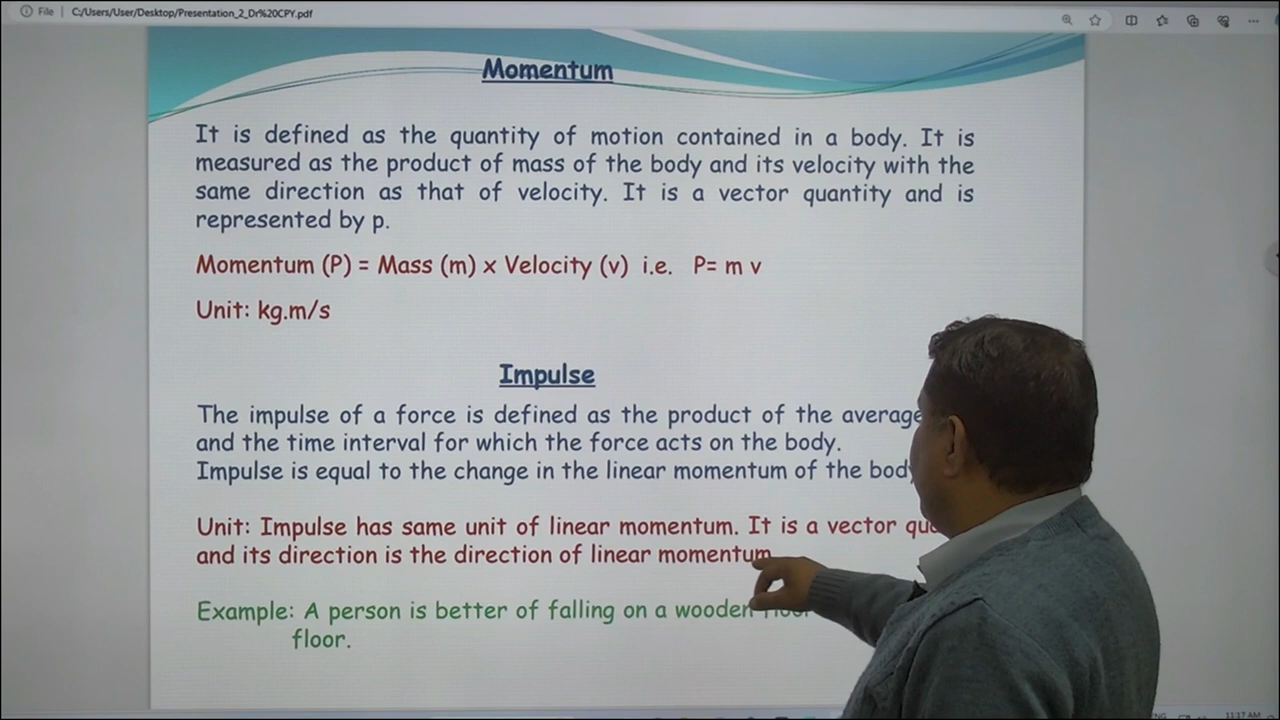 File | C:/Users/User/Desktop/Presentation_2_Dr%20CPY.pdf
Momentum
It is defined as the quantity of motion contained in a body. It is
measured as the product of mass of the body and its velocity with the
same direction as that of velocity. It is a vector quantity and is
represented by p.
Momentum (P) = Mass (m) x Velocity (v) i.e. P= m v
Unit: kg.m/s
Impulse
The impulse of a force is defined as the product of the average
and the time interval for which the force acts on the body.
Impulse is equal to the change in the linear momentum of the body
Unit: Impulse has same unit of linear momentum. It is a vector
and its direction is the direction of linear momentum
Example: A person is better of falling on a wooden floor
floor.
11:17 AM